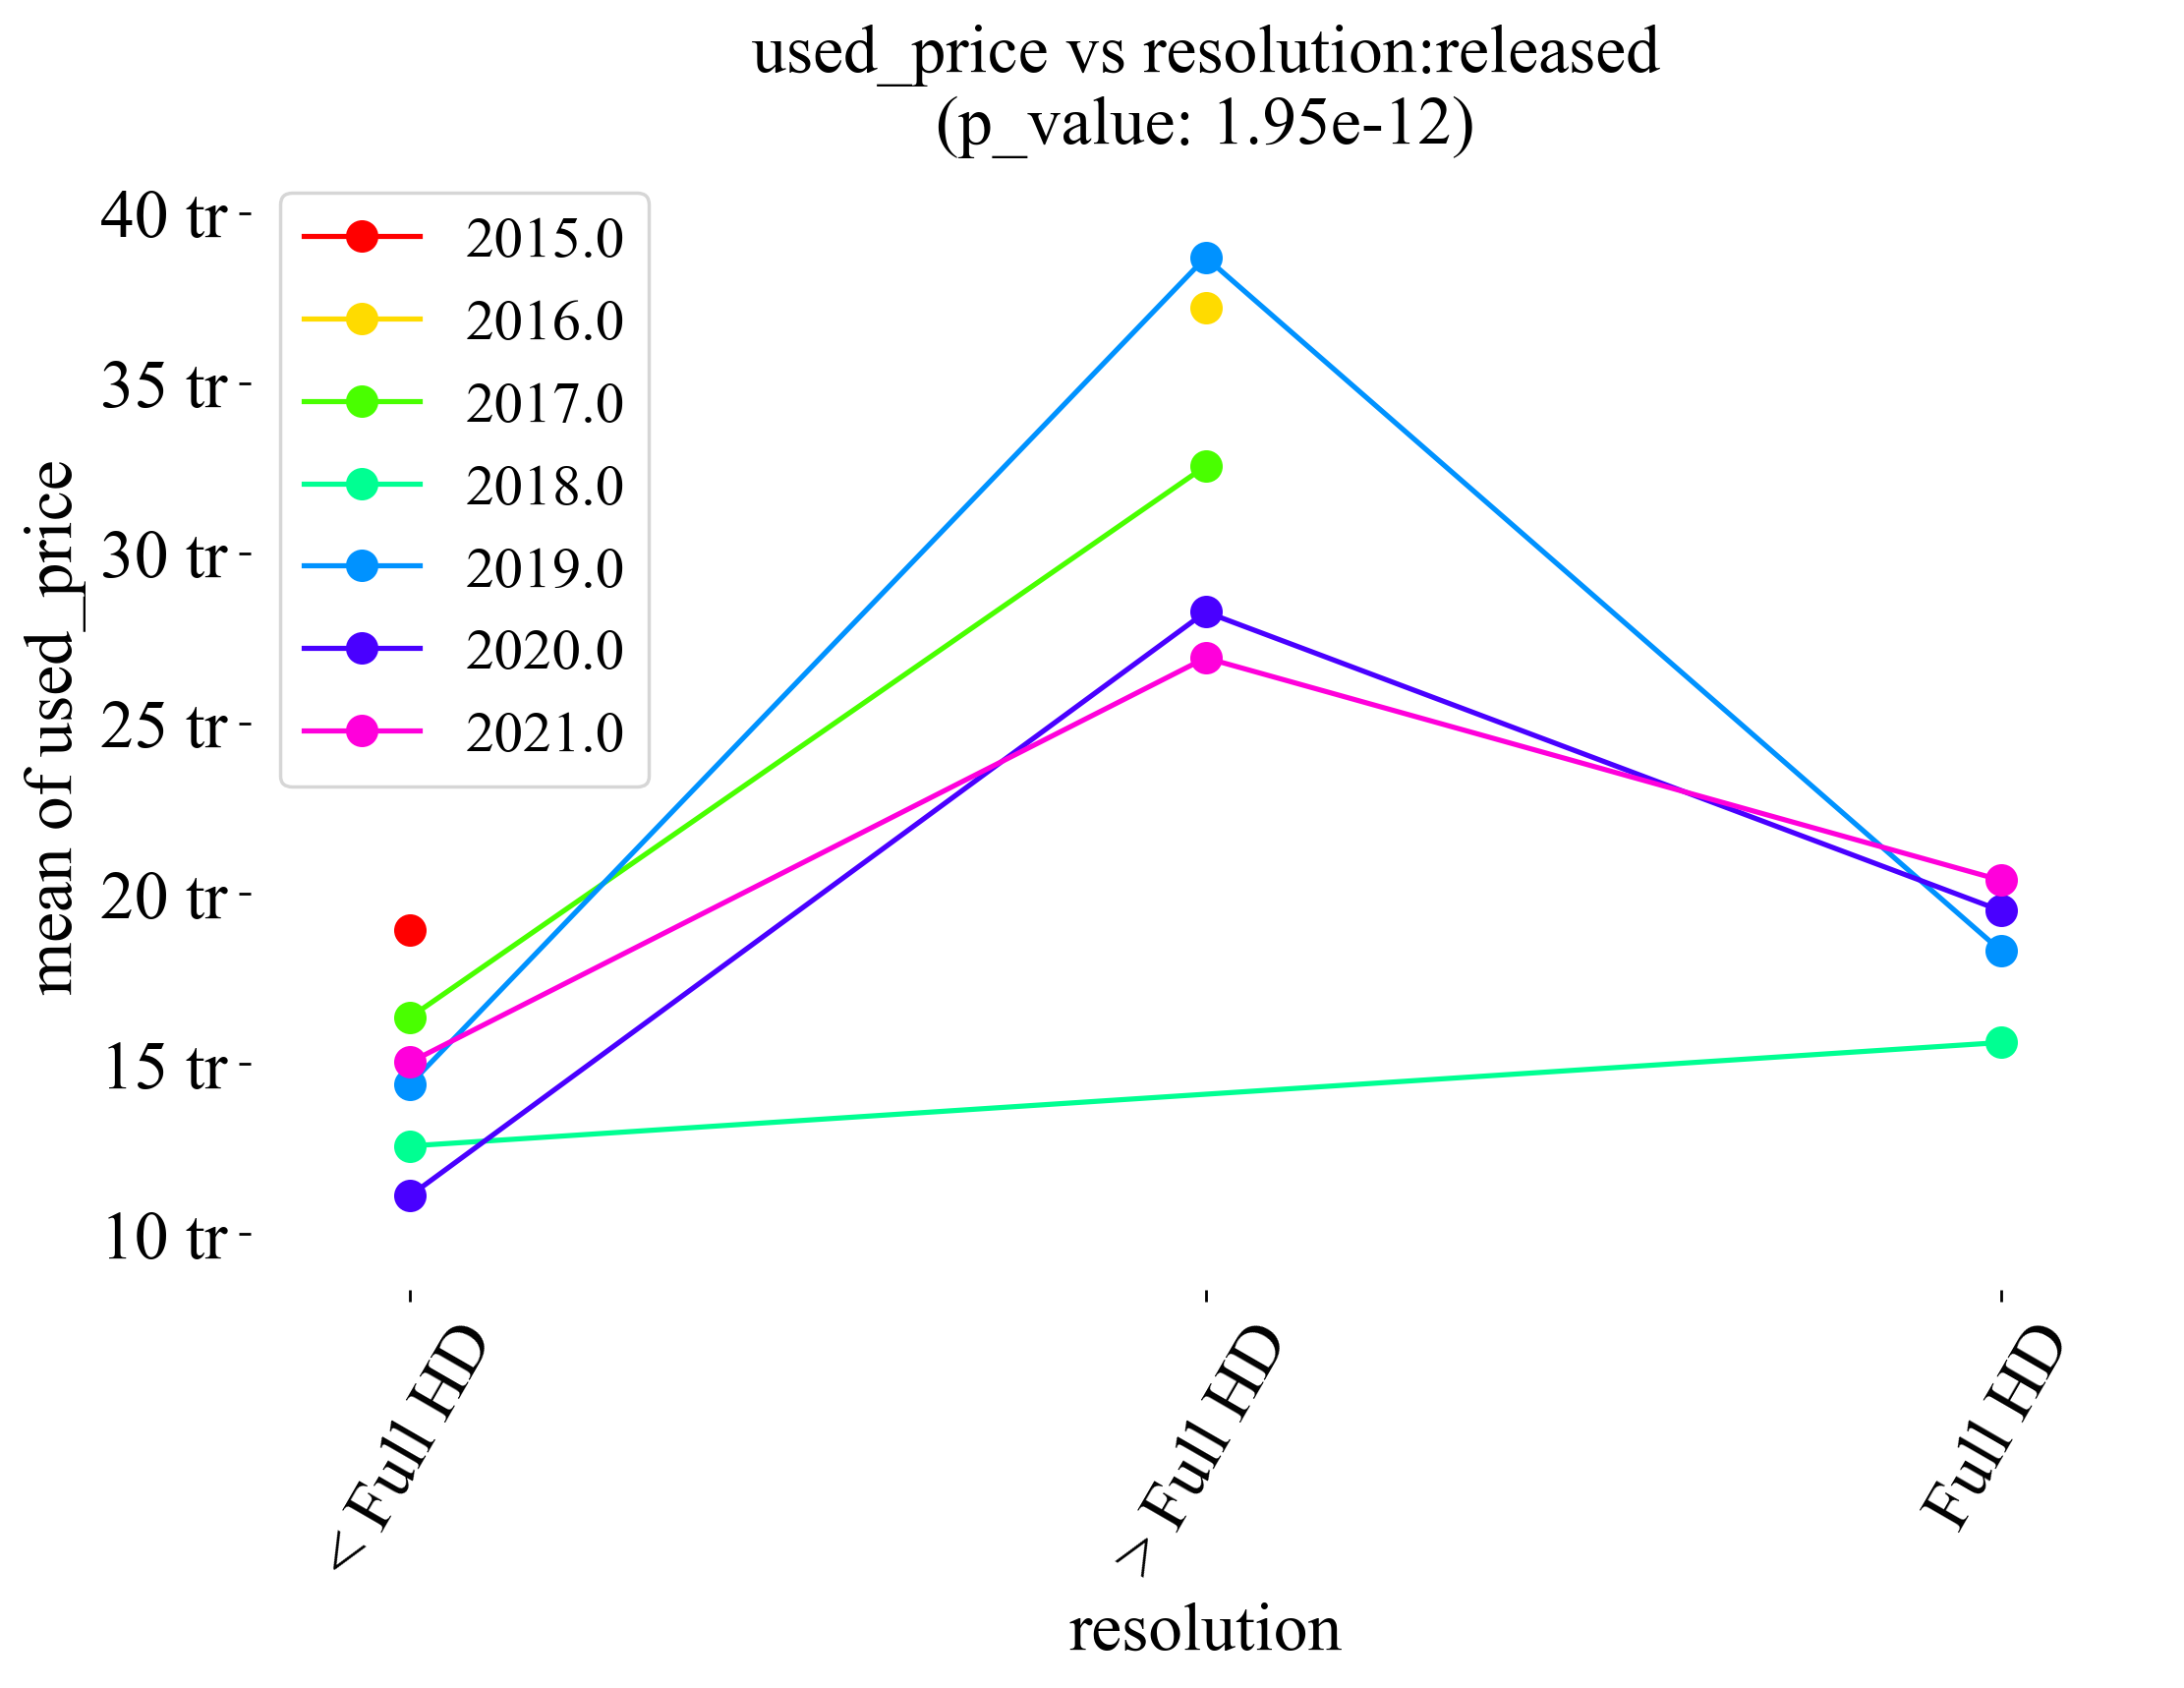 used_price vs resolution:released
(p_value: 1.95e-12)
40 tr
35 tr
30 tr
25 tr
20 tr
15 tr
10 tr
mean of used_price
2015.0
2016.0
2017.0
2018.0
2019.0
2020.0
2021.0
< Full HD
> Full HD
Full HD
resolution